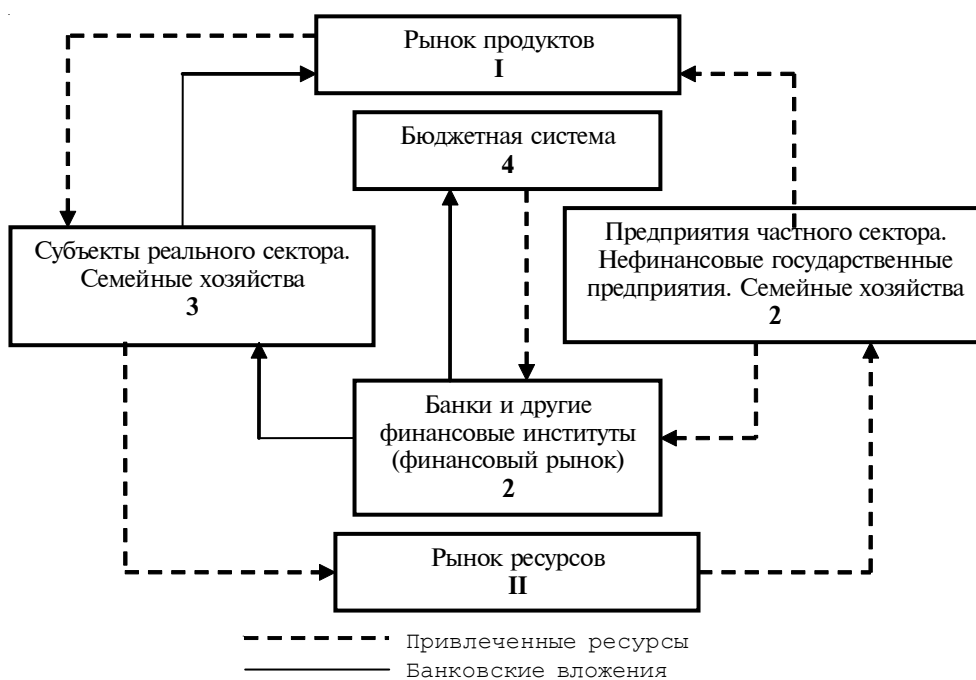 Рынок продуктов
I
Бюджетная система
4
Субъекты реального сектора.
Семейные хозяйства
3
Предприятия частного сектора.
Нефинансовые государственные
предприятия. Семейные хозяйства
2
Банки и другие
финансовые институты
(финансовый рынок)
2
Рынок ресурсов
II
Привлеченные ресурсы
Банковские вложения